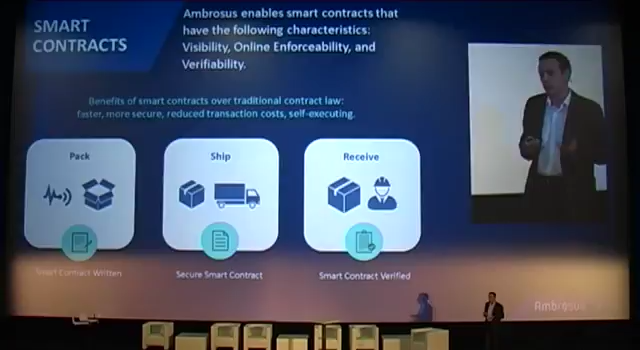 SMART
CONTRACTS
Ambrosus enables smart contracts that
have the following characteristics:
Visibility, Online Enforceability, and
Verifiability.
Benefits of smart contracts over traditional contract law:
faster, more secure, reduced transaction costs, self-executing.
Pack
Ship
Receive
Smart Contract Written
Secure Smart Contract
Smart Contract Verified
Ambrosus